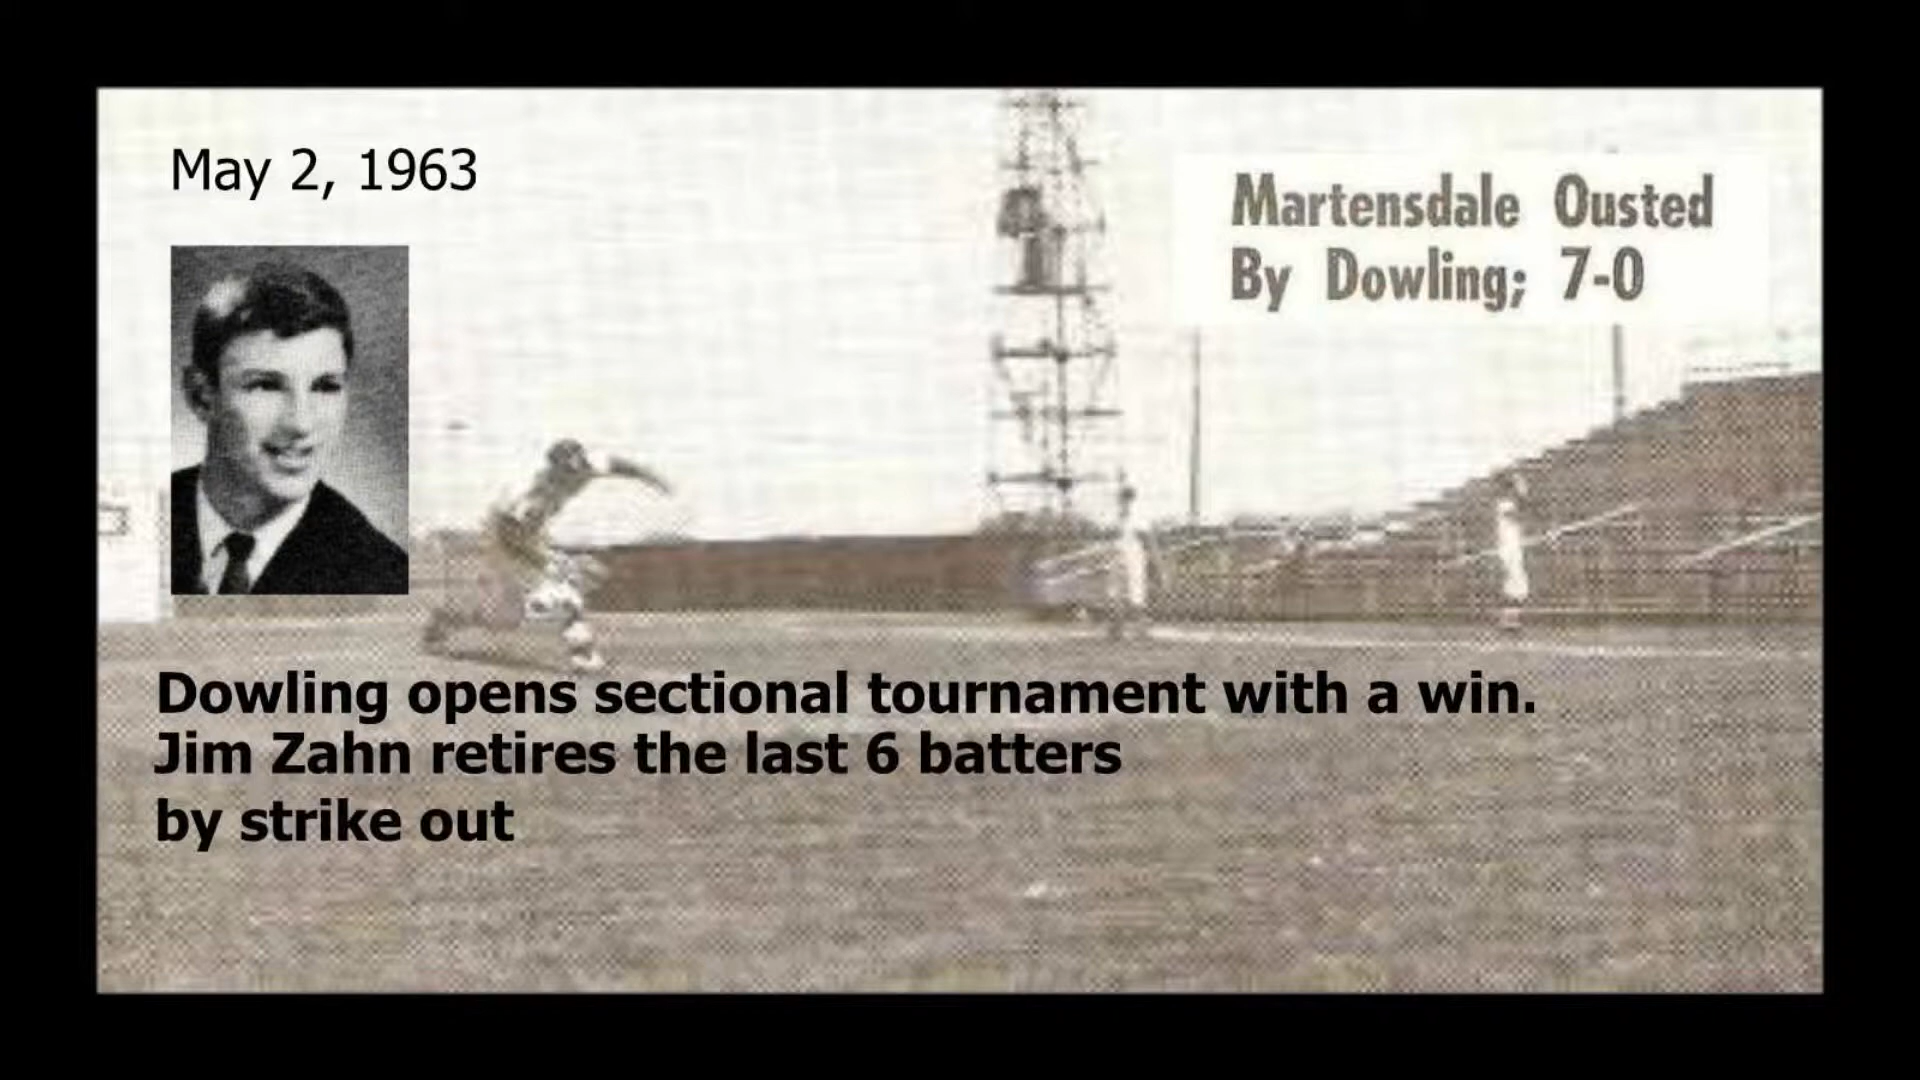 May 2, 1963
Martensdale Ousted
By Dowling; 7-0
Dowling opens sectional tournament with a win.
Jim Zahn retires the last 6 batters
by strike out